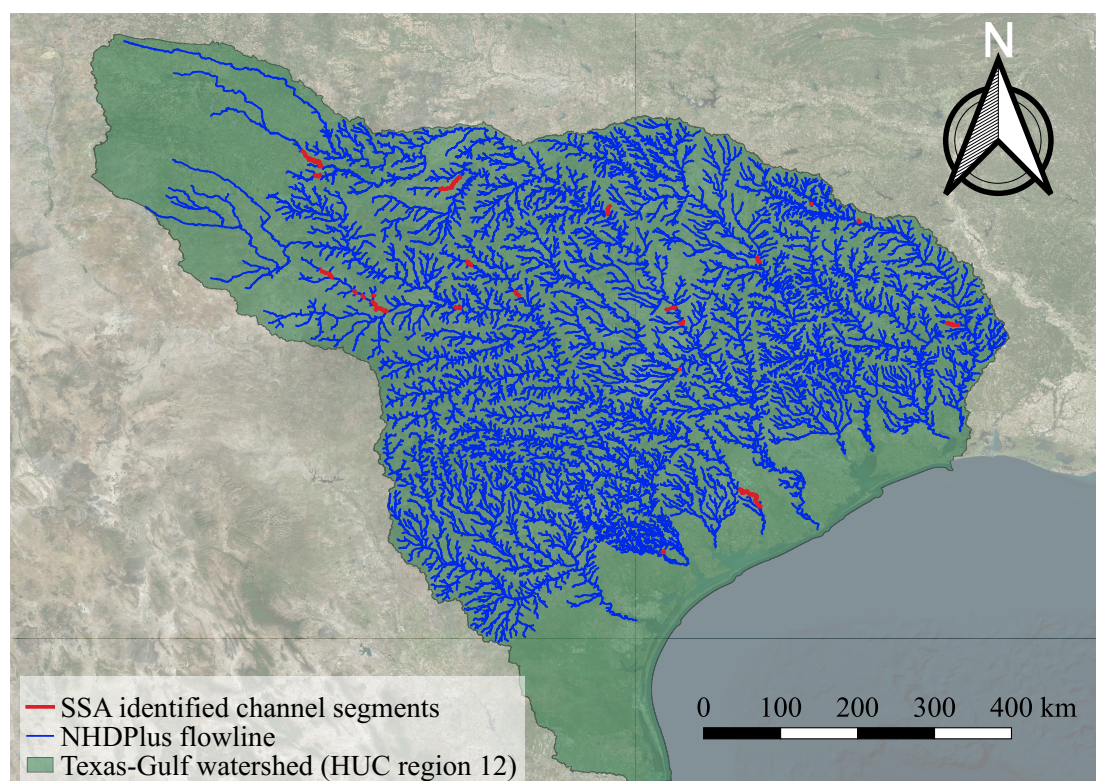 N
SSA identified channel segments
NHDPlus flowline
Texas-Gulf watershed (HUC region 12)
0 100 200 300 400 km